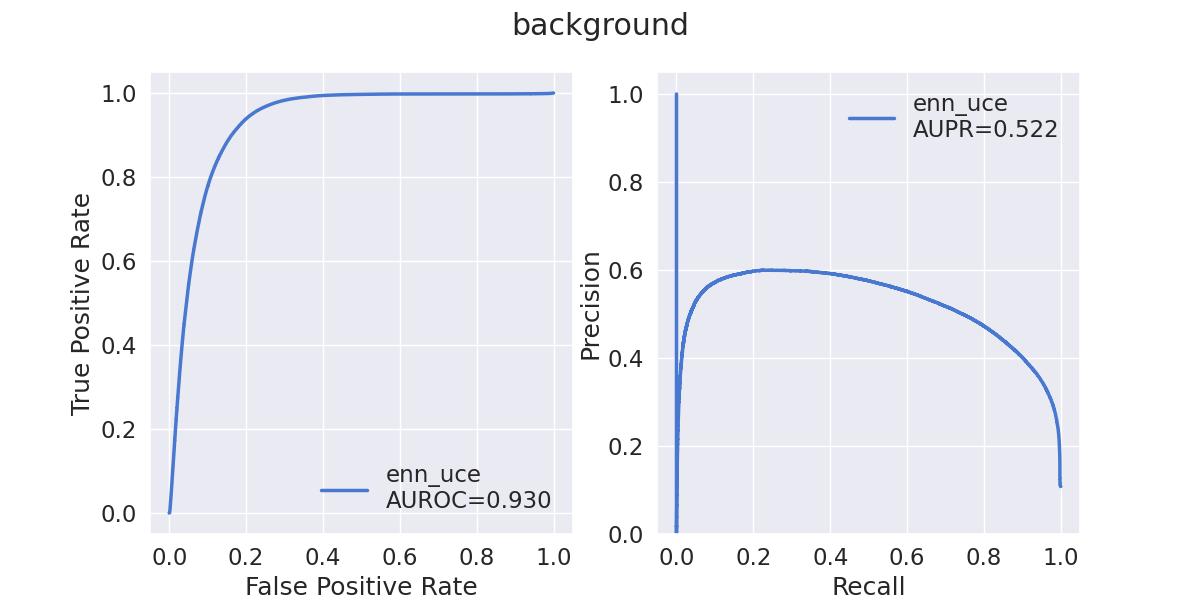 background
1.0
0.8
0.6
0.4
0.2
0.0
True Positive Rate
0.0 0.2 0.4 0.6 0.8 1.0
False Positive Rate
enn_uce
AUROC=0.930
1.0
0.8
0.6
0.4
0.2
0.0
Precision
0.0 0.2 0.4 0.6 0.8 1.0
Recall
enn_uce
AUPR=0.522